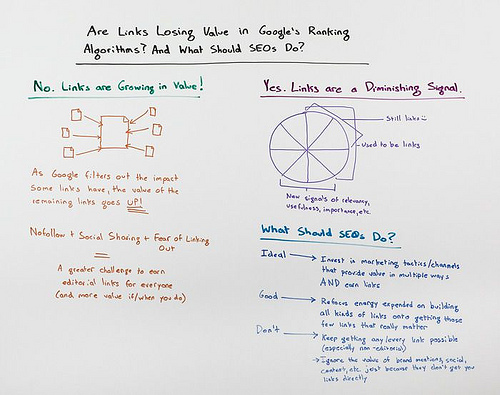 Are Links Losing Value in Google's Ranking
Algorithms? And What Should SEOs Do?
No. Links are Growing in Value!
As Google filters out the impact
some links have, the value of the
remaining links goes UP!
Nofollow + Social Sharing + Fear of Linking
Out
=
A greater challenge to earn
editorial links for everyone
(and more value if/when you do)
Yes. Links are a Diminishing Signal.
Still links :)
Used to be links
New signals of relevancy,
usefulness, importance, etc.
What Should SEOs Do?
Ideal → Invest in marketing tactics/channels
that provide value in multiple ways
AND earn links
Good → Refocus energy expended on building
all kinds of links onto getting those
few links that really matter
Don't → Keep getting any/every link possible
(especially non-editorial)
→ Ignore the value of brand mentions, social,
content, etc. just because they don't get you
links directly